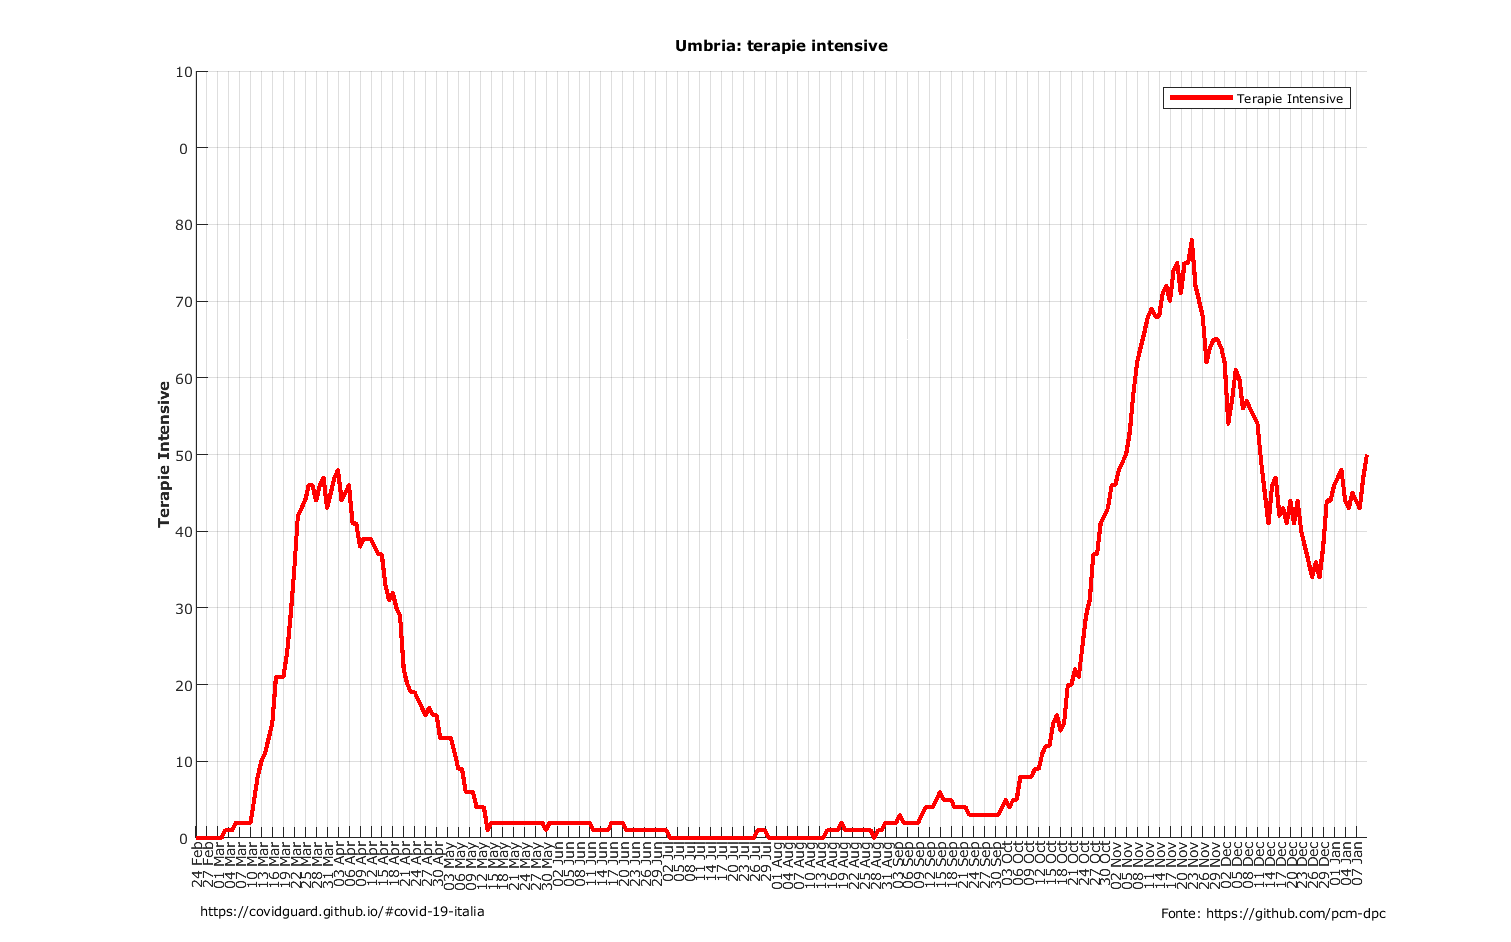 Umbria: terapie intensive
Terapie Intensive
Terapie Intensive
10
0
80
70
60
50
40
30
20
10
0
24 Feb
27 Feb
01 Mar
04 Mar
07 Mar
10 Mar
13 Mar
16 Mar
19 Mar
22 Mar
25 Mar
28 Mar
31 Mar
03 Apr
06 Apr
09 Apr
12 Apr
15 Apr
18 Apr
21 Apr
24 Apr
27 Apr
30 Apr
03 May
06 May
09 May
12 May
15 May
18 May
21 May
24 May
27 May
30 May
02 Jun
05 Jun
08 Jun
11 Jun
14 Jun
17 Jun
20 Jun
23 Jun
26 Jun
29 Jun
02 Jul
05 Jul
08 Jul
11 Jul
14 Jul
17 Jul
20 Jul
23 Jul
26 Jul
29 Jul
01 Aug
04 Aug
07 Aug
10 Aug
13 Aug
16 Aug
19 Aug
22 Aug
25 Aug
28 Aug
31 Aug
03 Sep
06 Sep
09 Sep
12 Sep
15 Sep
18 Sep
21 Sep
24 Sep
27 Sep
30 Sep
03 Oct
06 Oct
09 Oct
12 Oct
15 Oct
18 Oct
21 Oct
24 Oct
27 Oct
30 Oct
02 Nov
05 Nov
08 Nov
11 Nov
14 Nov
17 Nov
20 Nov
23 Nov
26 Nov
29 Nov
02 Dec
05 Dec
08 Dec
11 Dec
14 Dec
17 Dec
20 Dec
23 Dec
26 Dec
29 Dec
01 Jan
04 Jan
07 Jan
https://covidguard.github.io/#covid-19-italia
Fonte: https://github.com/pcm-dpc